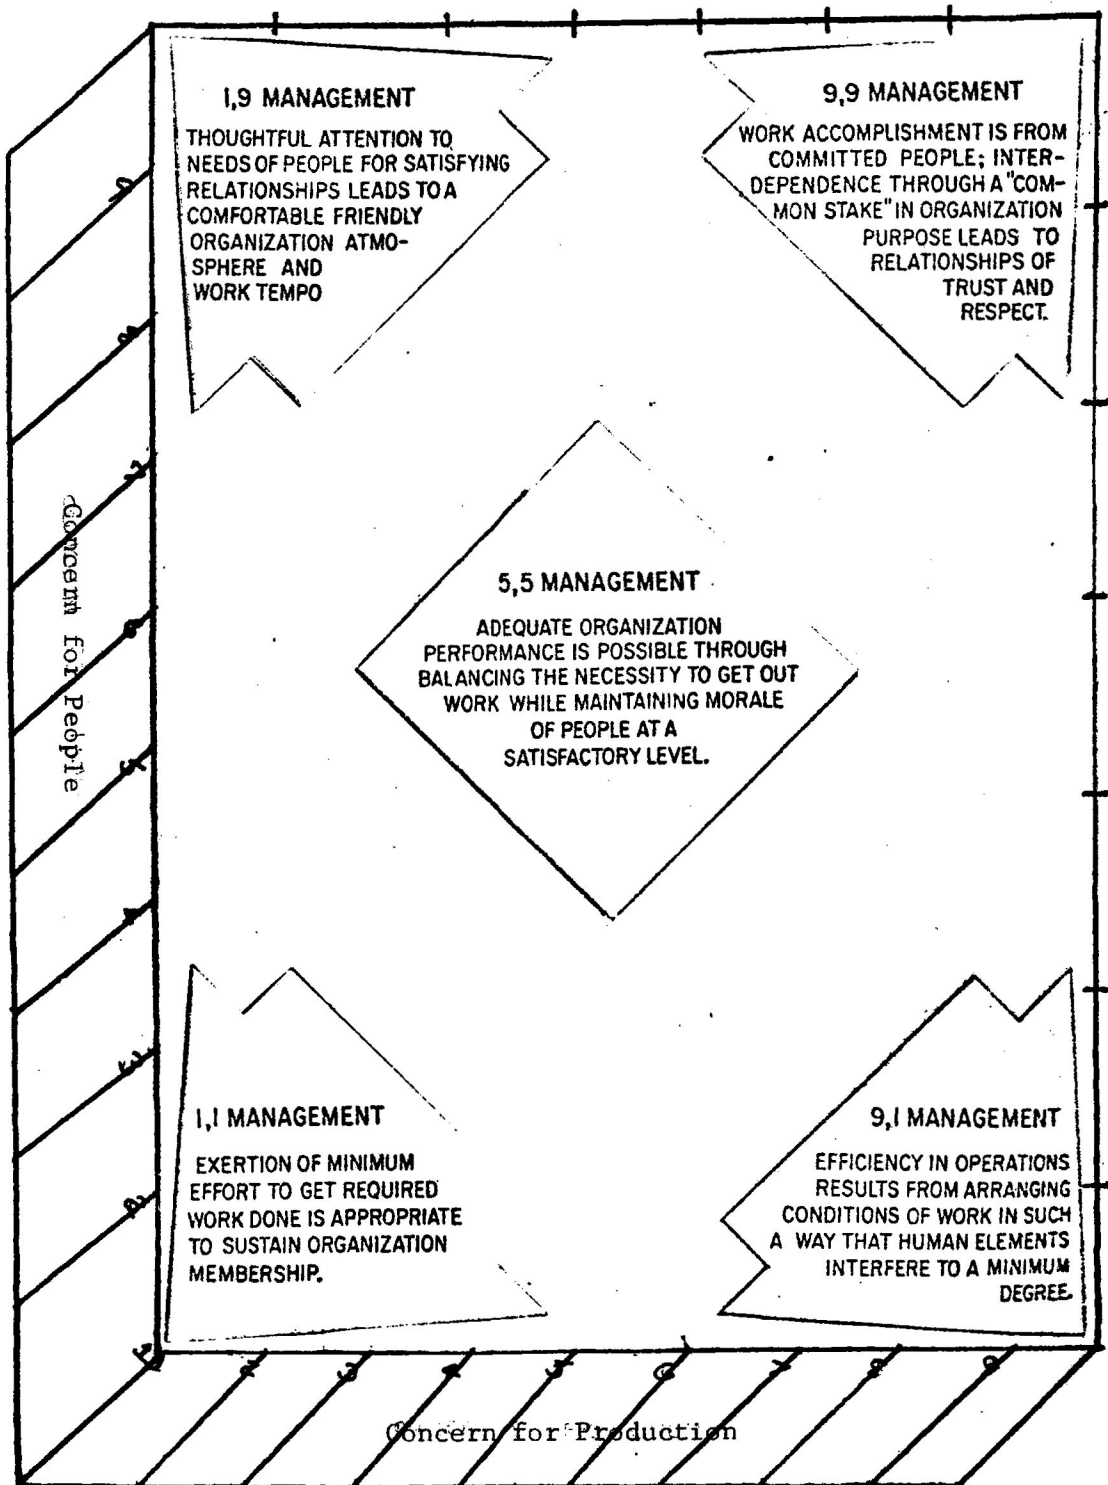 1,9 MANAGEMENT
THOUGHTFUL ATTENTION TO
NEEDS OF PEOPLE FOR SATISFYING
RELATIONSHIPS LEADS TO A
COMFORTABLE FRIENDLY
ORGANIZATION ATMO-
SPHERE AND
WORK TEMPO
9,9 MANAGEMENT
WORK ACCOMPLISHMENT IS FROM
COMMITTED PEOPLE; INTER-
DEPENDENCE THROUGH A "COM-
MON STAKE" IN ORGANIZATION
PURPOSE LEADS TO
RELATIONSHIPS OF
TRUST AND
RESPECT.
5,5 MANAGEMENT
ADEQUATE ORGANIZATION
PERFORMANCE IS POSSIBLE THROUGH
BALANCING THE NECESSITY TO GET OUT
WORK WHILE MAINTAINING MORALE
OF PEOPLE AT A
SATISFACTORY LEVEL.
1,1 MANAGEMENT
EXERTION OF MINIMUM
EFFORT TO GET REQUIRED
WORK DONE IS APPROPRIATE
TO SUSTAIN ORGANIZATION
MEMBERSHIP.
9,1 MANAGEMENT
EFFICIENCY IN OPERATIONS
RESULTS FROM ARRANGING
CONDITIONS OF WORK IN SUCH
A WAY THAT HUMAN ELEMENTS
INTERFERE TO A MINIMUM
DEGREE.
Concern for People
2 3 4 5 6
Concern for Production